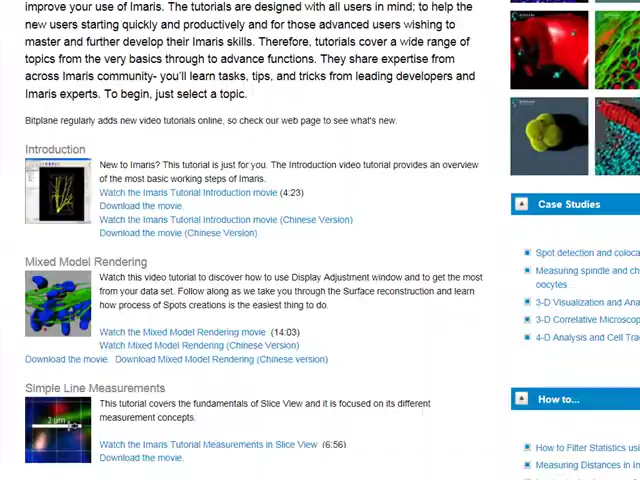 improve your use of Imaris. The tutorials are designed with all users in mind; to help the
new users starting quickly and productively and for those advanced users wishing to
master and further develop their Imaris skills. Therefore, tutorials cover a wide range of
topics from the very basics through to advance functions. They share expertise from
across Imaris community- you'll learn tasks, tips, and tricks from leading developers and
Imaris experts. To begin, just select a topic.
Bitplane regularly adds new video tutorials online, so check our web page to see what's new.
Introduction
New to Imaris? This tutorial is just for you. The Introduction video tutorial provides an overview
of the most basic working steps of Imaris.
Watch the Imaris Tutorial Introduction movie (4:23)
Download the movie.
Watch the Imaris Tutorial Introduction movie (Chinese Version)
Download the movie (Chinese Version)
Mixed Model Rendering
Watch this video tutorial to discover how to use Display Adjustment window and to get the most
from your data set. Follow along as we take you through the Surface reconstruction and learn
how process of Spots creations is the easiest thing to do.
Watch the Mixed Model Rendering movie (14:03)
Watch Mixed Model Rendering (Chinese Version)
Download the movie. Download Mixed Model Rendering (Chinese version)
Simple Line Measurements
2 µm
This tutorial covers the fundamentals of Slice View and it is focused on its different
measurement concepts.
Watch the Imaris Tutorial Measurements in Slice View (6:56)
Download the movie.
Case Studies
Spot detection and coloca
Measuring spindle and ch
oocytes
3-D Visualization and Ana
3-D Correlative Microscop
4-D Analysis and Cell Tra
How to...
How to Filter Statistics usi
Measuring Distances in Im